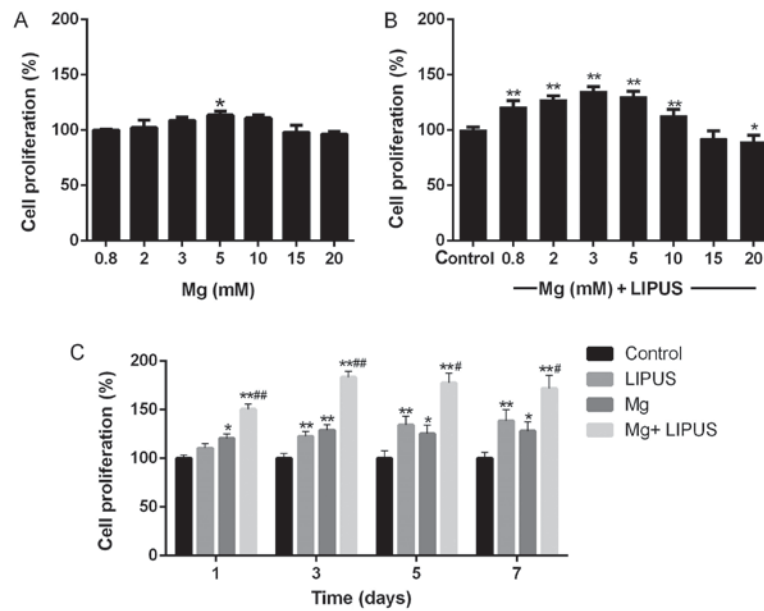 A
Cell proliferation (%)
200
150
100
50
0
*
0.8 2 3 5 10 15 20
Mg (mM)
B
Cell proliferation (%)
200
150
100
50
0
** ** ** ** ** *
Control 0.8 2 3 5 10 15 20
Mg (mM) + LIPUS
C
Cell proliferation (%)
200
150
100
50
0
* **##
** ** **##
** * **#
** * **#
1 3 5 7
Time (days)
Control
LIPUS
Mg
Mg+ LIPUS